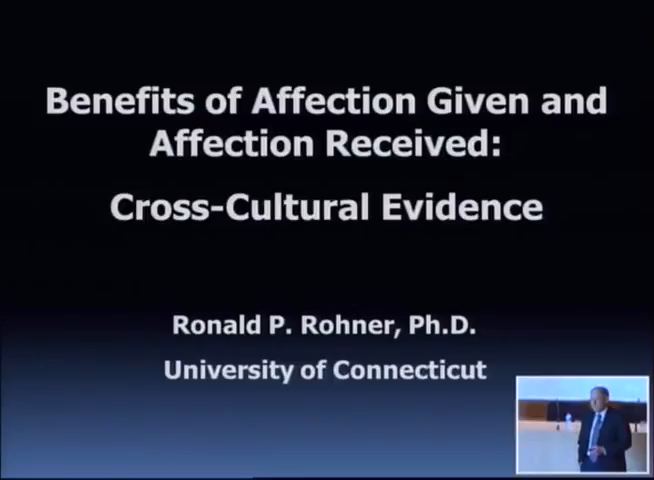 Benefits of Affection Given and
Affection Received:
Cross-Cultural Evidence
Ronald P. Rohner, Ph.D.
University of Connecticut